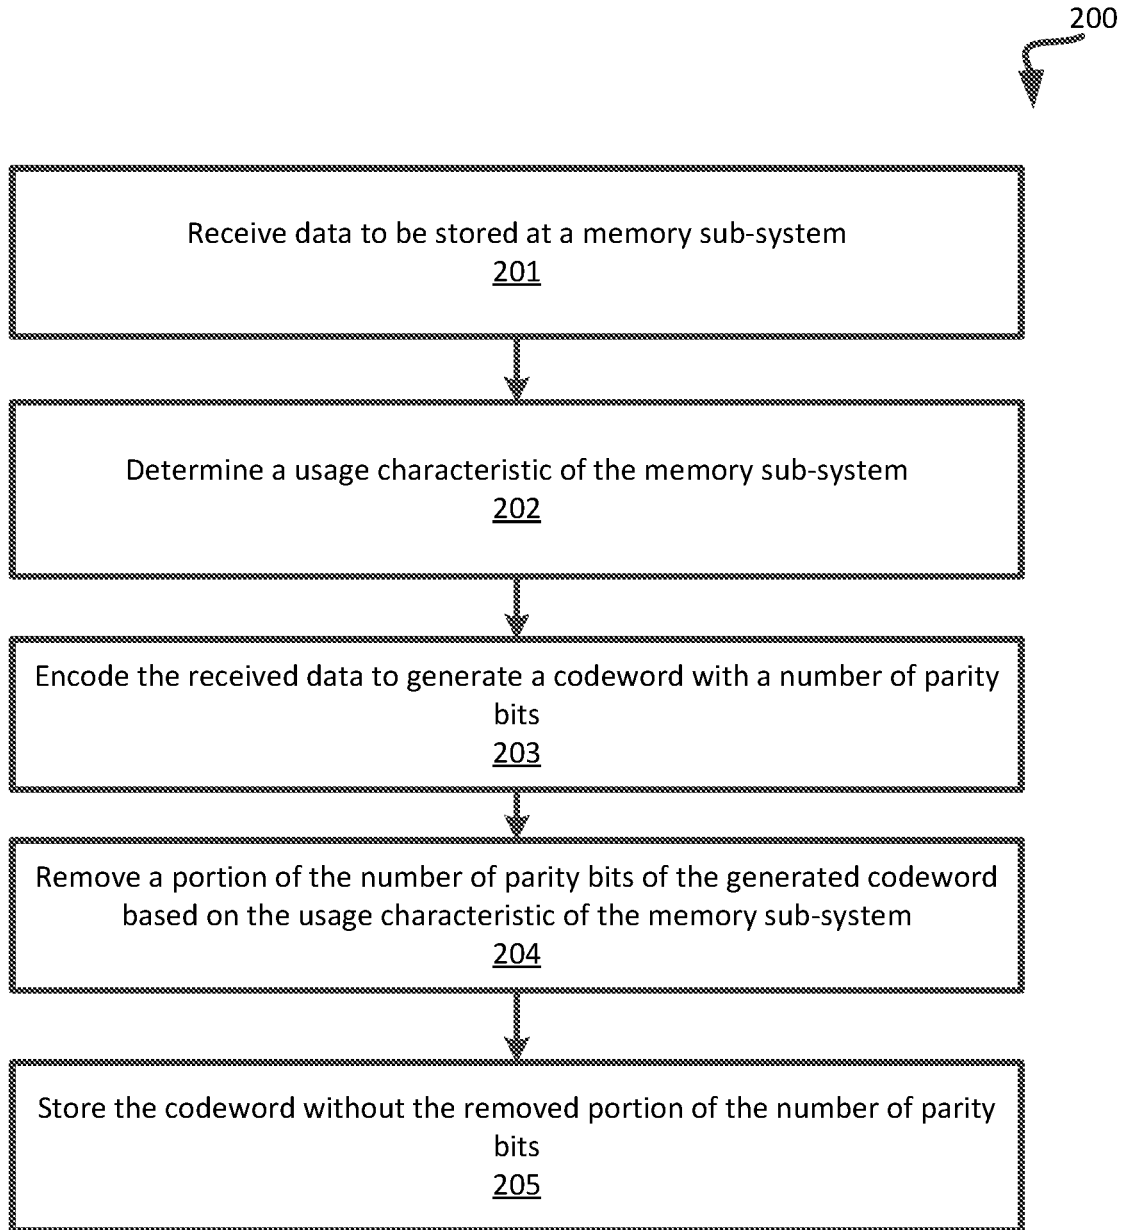 200
Receive data to be stored at a memory sub-system
201
Determine a usage characteristic of the memory sub-system
202
Encode the received data to generate a codeword with a number of parity
bits
203
Remove a portion of the number of parity bits of the generated codeword
based on the usage characteristic of the memory sub-system
204
Store the codeword without the removed portion of the number of parity
bits
205